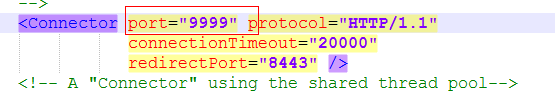 -->
<Connector port="9999" protocol="HTTP/1.1"
connectionTimeout="20000"
redirectPort="8443" />
<!-- A "Connector" using the shared thread pool-->